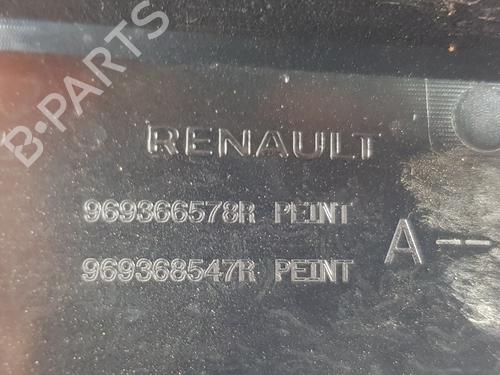 B-PARTS
RENAULT
969366578R PEINT
969368547R PEINT
A--